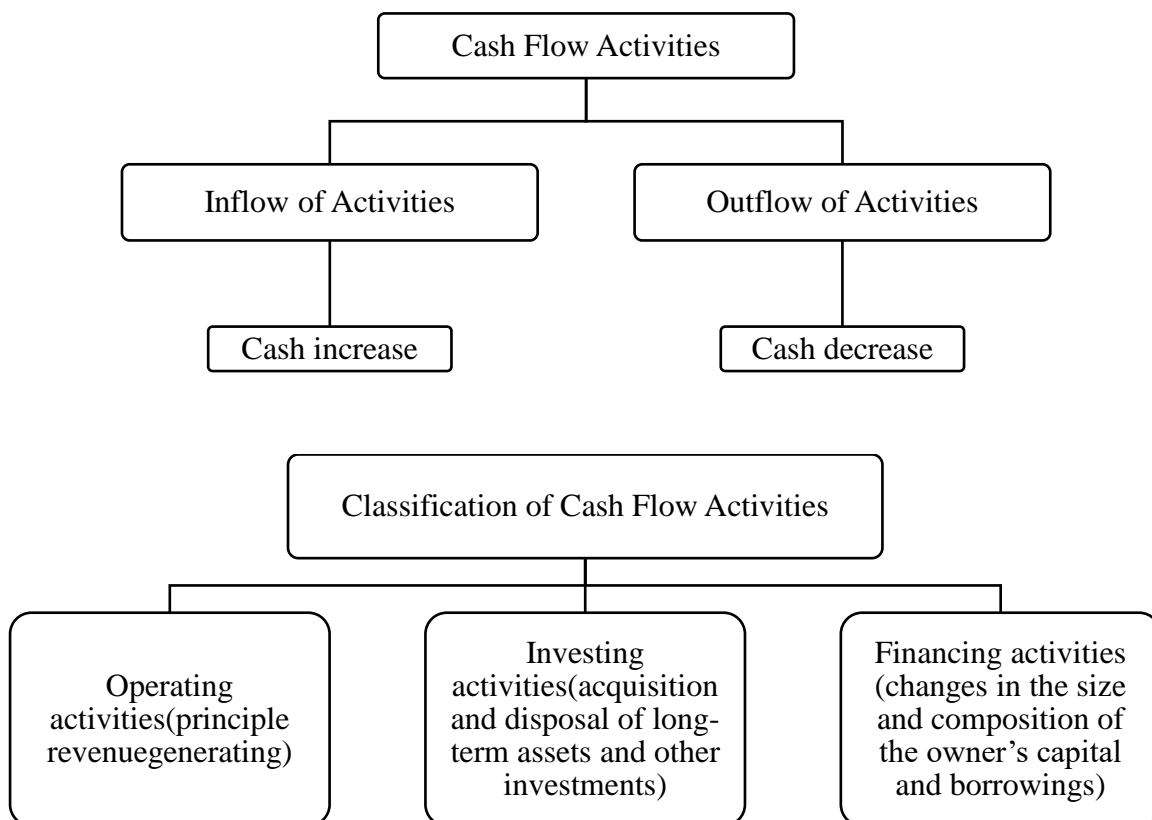 Cash Flow Activities
Inflow of Activities
Outflow of Activities
Cash increase
Cash decrease
Classification of Cash Flow Activities
Operating
activities(principle
revenuegenerating)
Investing
activities(acquisition
and disposal of long-
term assets and other
investments)
Financing activities
(changes in the size
and composition of
the owner’s capital
and borrowings)